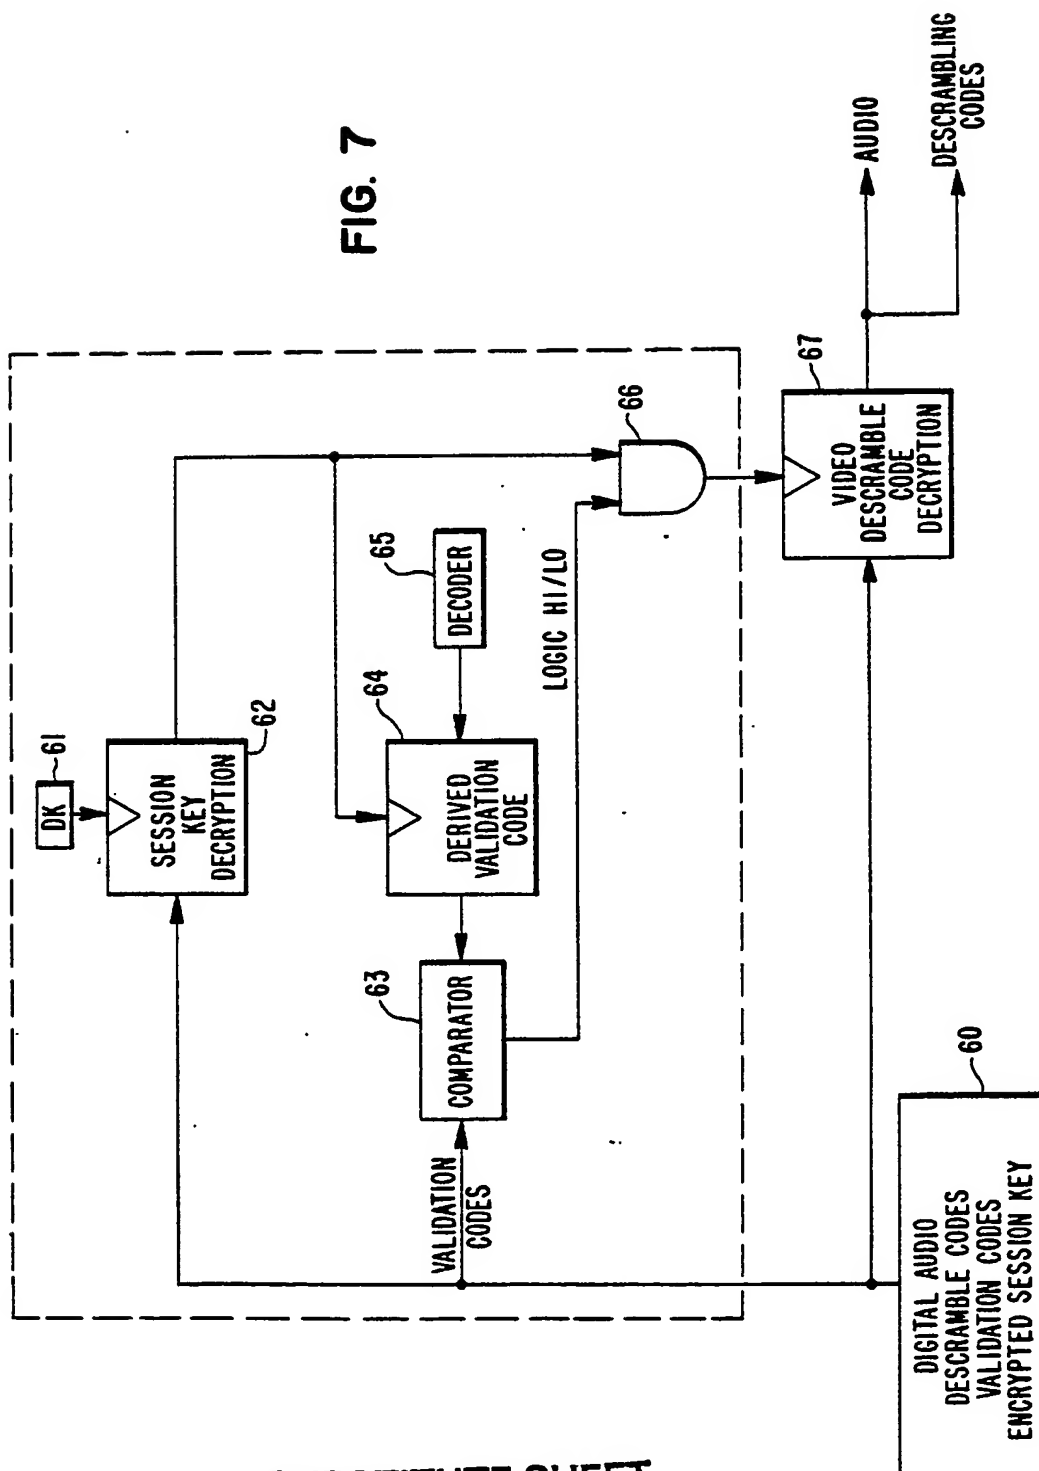 FIG. 7
DK
61
SESSION
KEY
DECRYPTION
62
DERIVED
VALIDATION
CODE
64
DECODER
65
COMPARATOR
63
VALIDATION
CODES
LOGIC HI/LO
66
VIDEO
DESCRAMBLE
CODE
DECRYPTION
67
AUDIO
DESCRAMBLING
CODES
DIGITAL AUDIO
DESCRAMBLE CODES
VALIDATION CODES
ENCRYPTED SESSION KEY
60
SHEET